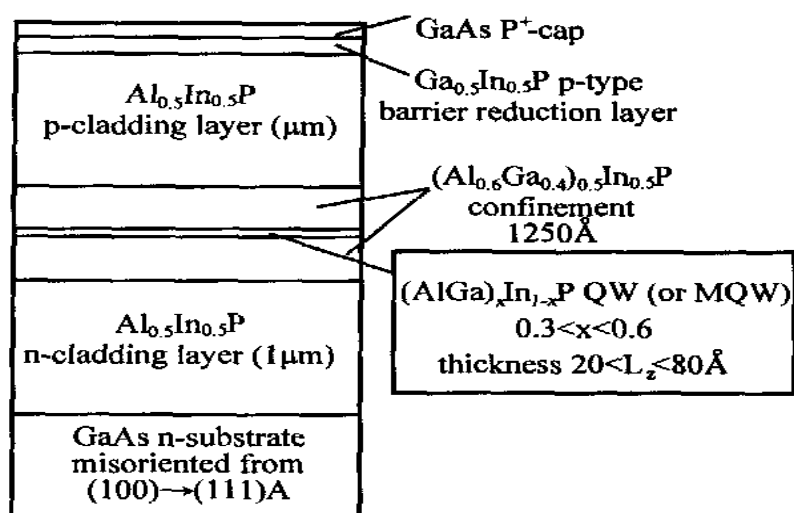 GaAs P⁺-cap
Ga₀.₅In₀.₅P p-type
barrier reduction layer
Al₀.₅In₀.₅P
p-cladding layer (μm)
(Al₀.₆Ga₀.₄)₀.₅In₀.₅P
confinement
1250Å
(AlGa)ₓIn₁₋ₓP QW (or MQW)
0.3<x<0.6
thickness 20<L_z<80Å
Al₀.₅In₀.₅P
n-cladding layer (1μm)
GaAs n-substrate
misoriented from
(100)→(111)A